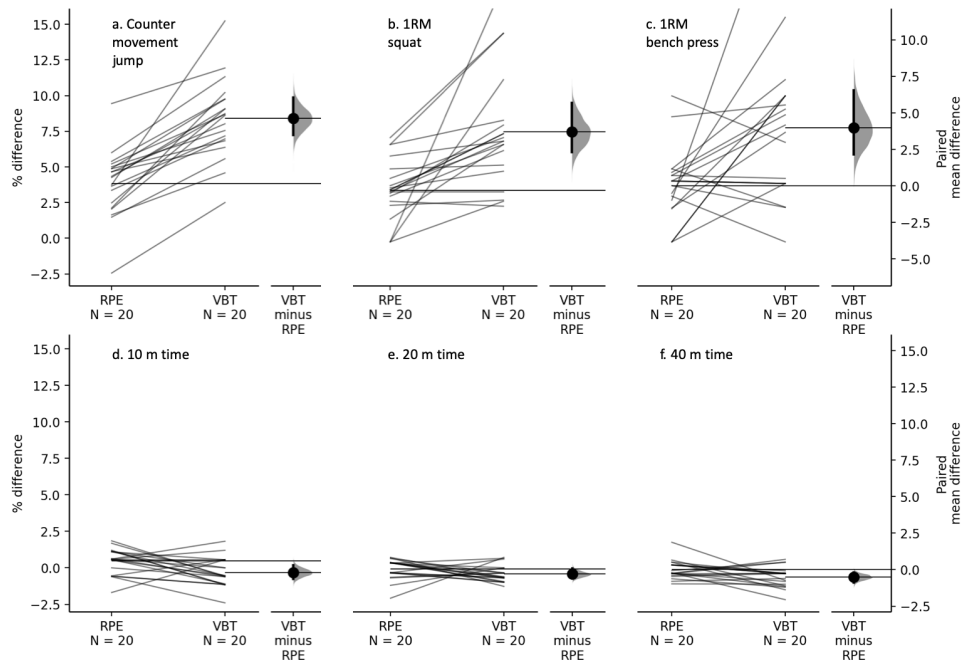 15.0
12.5
10.0
7.5
5.0
2.5
0.0
−2.5
% difference
a. Counter
movement
jump
RPE
N = 20
VBT
N = 20
VBT
minus
RPE
b. 1RM
squat
RPE
N = 20
VBT
N = 20
VBT
minus
RPE
c. 1RM
bench press
RPE
N = 20
VBT
N = 20
VBT
minus
RPE
10.0
7.5
5.0
2.5
0.0
−2.5
−5.0
Paired
mean difference
15.0
12.5
10.0
7.5
5.0
2.5
0.0
−2.5
% difference
d. 10 m time
RPE
N = 20
VBT
N = 20
VBT
minus
RPE
e. 20 m time
RPE
N = 20
VBT
N = 20
VBT
minus
RPE
f. 40 m time
RPE
N = 20
VBT
N = 20
VBT
minus
RPE
15.0
12.5
10.0
7.5
5.0
2.5
0.0
−2.5
Paired
mean difference